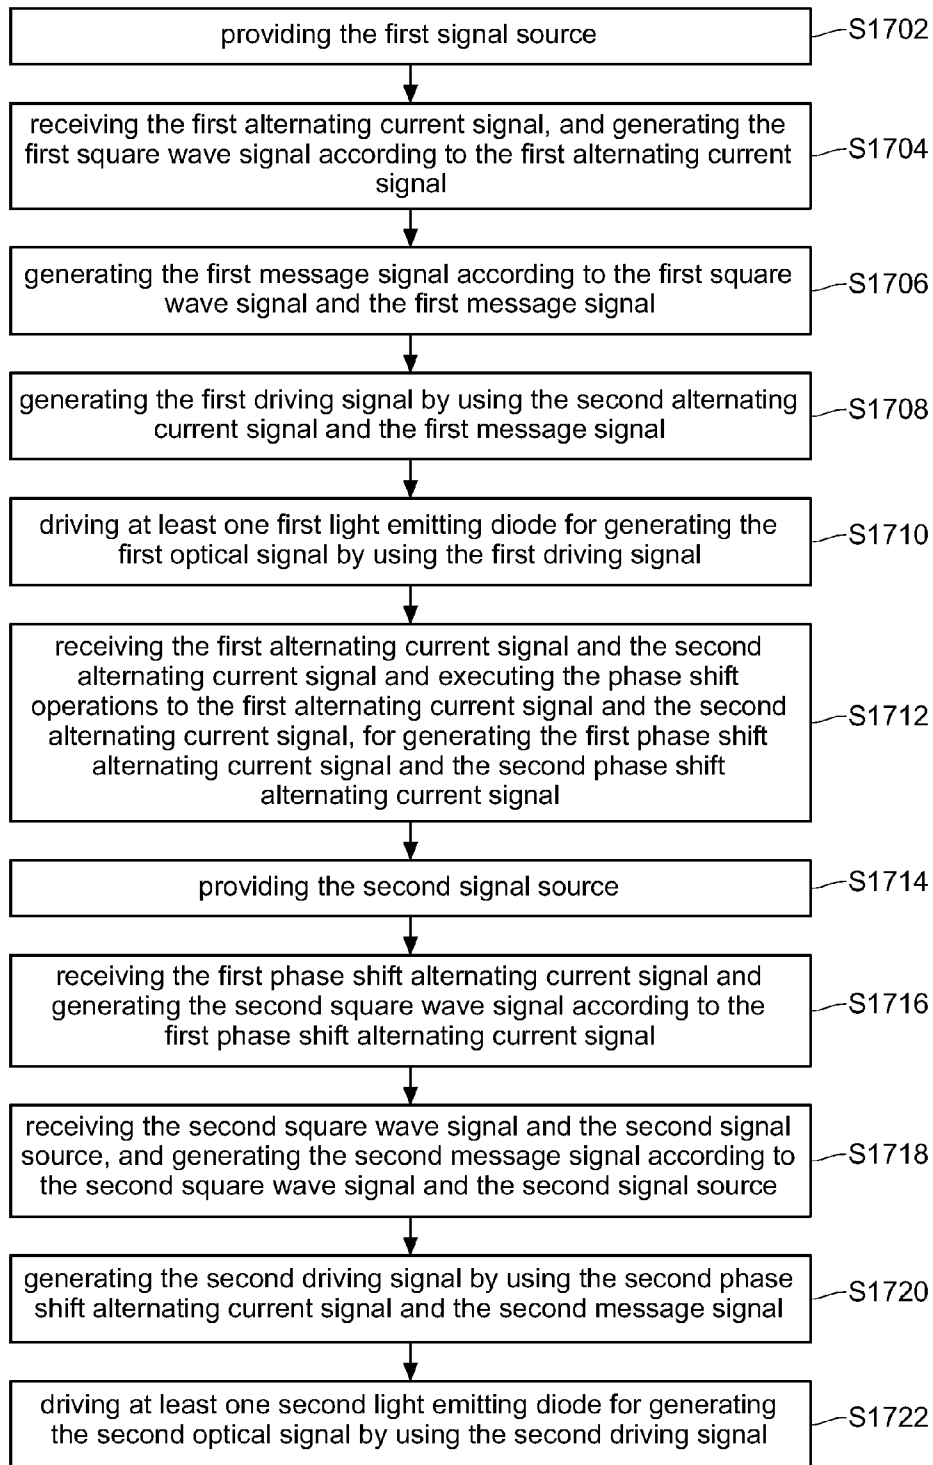 providing the first signal source
S1702
receiving the first alternating current signal, and generating the
first square wave signal according to the first alternating current
signal
S1704
generating the first message signal according to the first square
wave signal and the first message signal
S1706
generating the first driving signal by using the second alternating
current signal and the first message signal
S1708
driving at least one first light emitting diode for generating the
first optical signal by using the first driving signal
S1710
receiving the first alternating current signal and the second
alternating current signal and executing the phase shift
operations to the first alternating current signal and the second
alternating current signal, for generating the first phase shift
alternating current signal and the second phase shift
alternating current signal
S1712
providing the second signal source
S1714
receiving the first phase shift alternating current signal and
generating the second square wave signal according to the
first phase shift alternating current signal
S1716
receiving the second square wave signal and the second signal
source, and generating the second message signal according to
the second square wave signal and the second signal source
S1718
generating the second driving signal by using the second phase
shift alternating current signal and the second message signal
S1720
driving at least one second light emitting diode for generating
the second optical signal by using the second driving signal
S1722